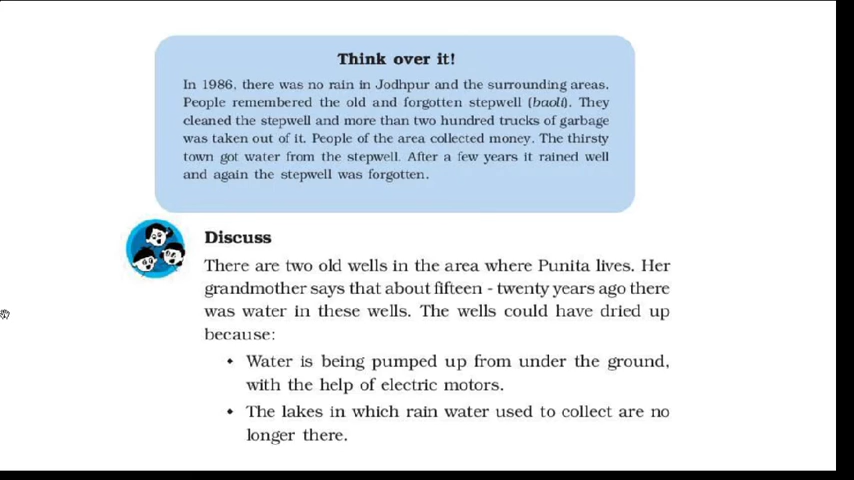 Think over it!
In 1986, there was no rain in Jodhpur and the surrounding areas.
People remembered the old and forgotten stepwell (baoli). They
cleaned the stepwell and more than two hundred trucks of garbage
was taken out of it. People of the area collected money. The thirsty
town got water from the stepwell. After a few years it rained well
and again the stepwell was forgotten.
Discuss
There are two old wells in the area where Punita lives. Her
grandmother says that about fifteen - twenty years ago there
was water in these wells. The wells could have dried up
because:
• Water is being pumped up from under the ground,
with the help of electric motors.
• The lakes in which rain water used to collect are no
longer there.